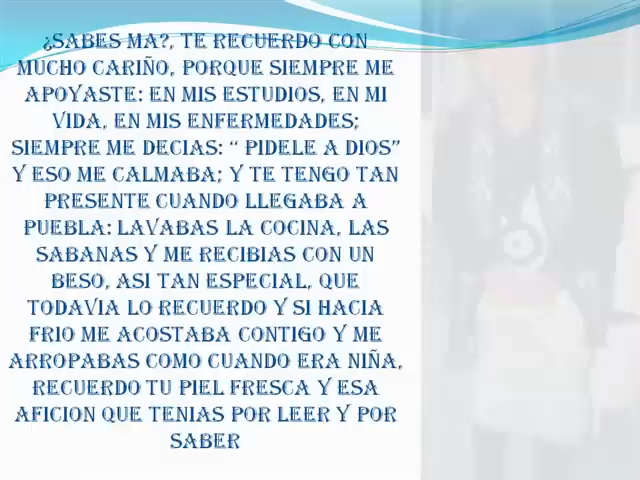 ¿SABES MA?, TE RECUERDO CON
MUCHO CARIÑO, PORQUE SIEMPRE ME
APOYASTE: EN MIS ESTUDIOS, EN MI
VIDA, EN MIS ENFERMEDADES;
SIEMPRE ME DECIAS: “ PIDELE A DIOS”
Y ESO ME CALMABA; Y TE TENGO TAN
PRESENTE CUANDO LLEGABA A
PUEBLA: LAVABAS LA COCINA, LAS
SABANAS Y ME RECIBIAS CON UN
BESO, ASI TAN ESPECIAL, QUE
TODAVIA LO RECUERDO Y SI HACIA
FRIO ME ACOSTABA CONTIGO Y ME
ARROPABAS COMO CUANDO ERA NIÑA,
RECUERDO TU PIEL FRESCA Y ESA
AFICION QUE TENIAS POR LEER Y POR
SABER